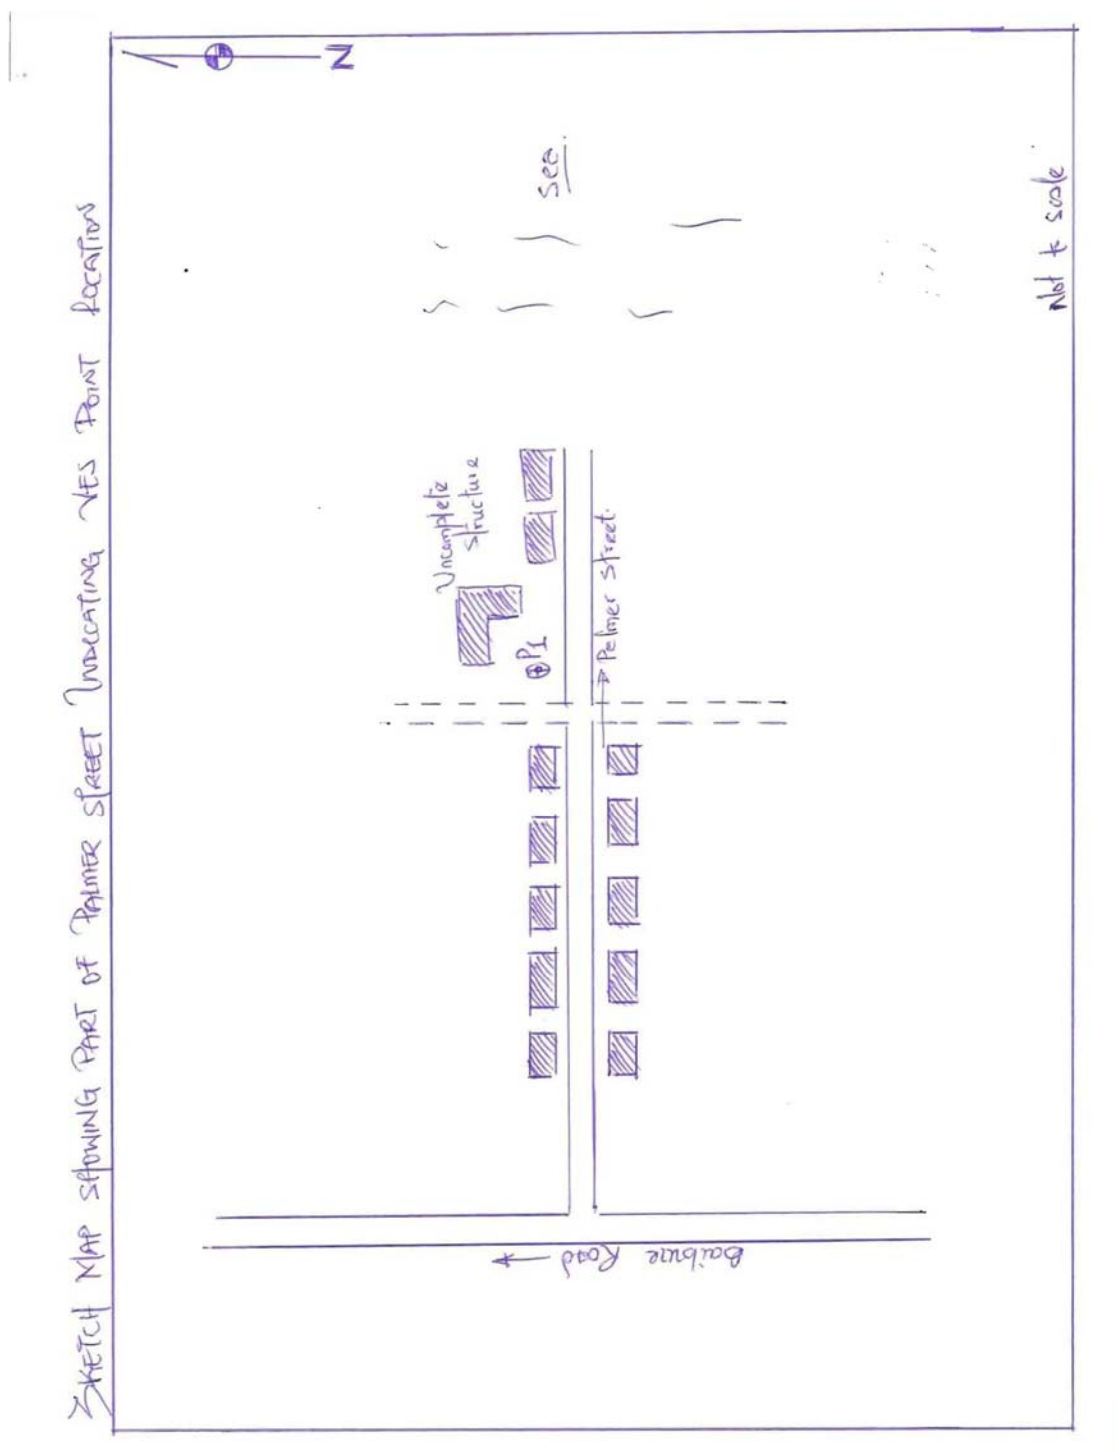 SKETCH MAP SHOWING PART OF PALMER STREET INDICATING VES POINT LOCATION
N
Sea
Uncomplete
structure
P1
Palmer street
Road
Not to scale